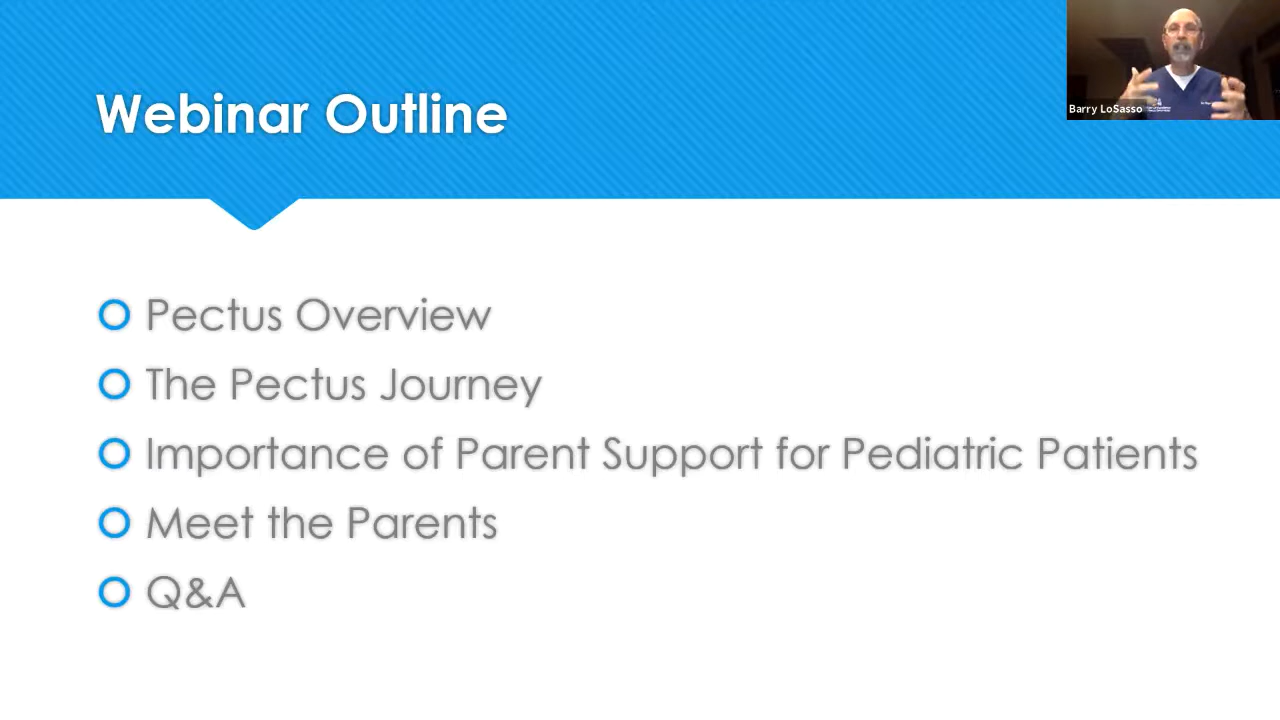 Webinar Outline
Barry LoSasso
Pectus Overview
The Pectus Journey
Importance of Parent Support for Pediatric Patients
Meet the Parents
Q&A